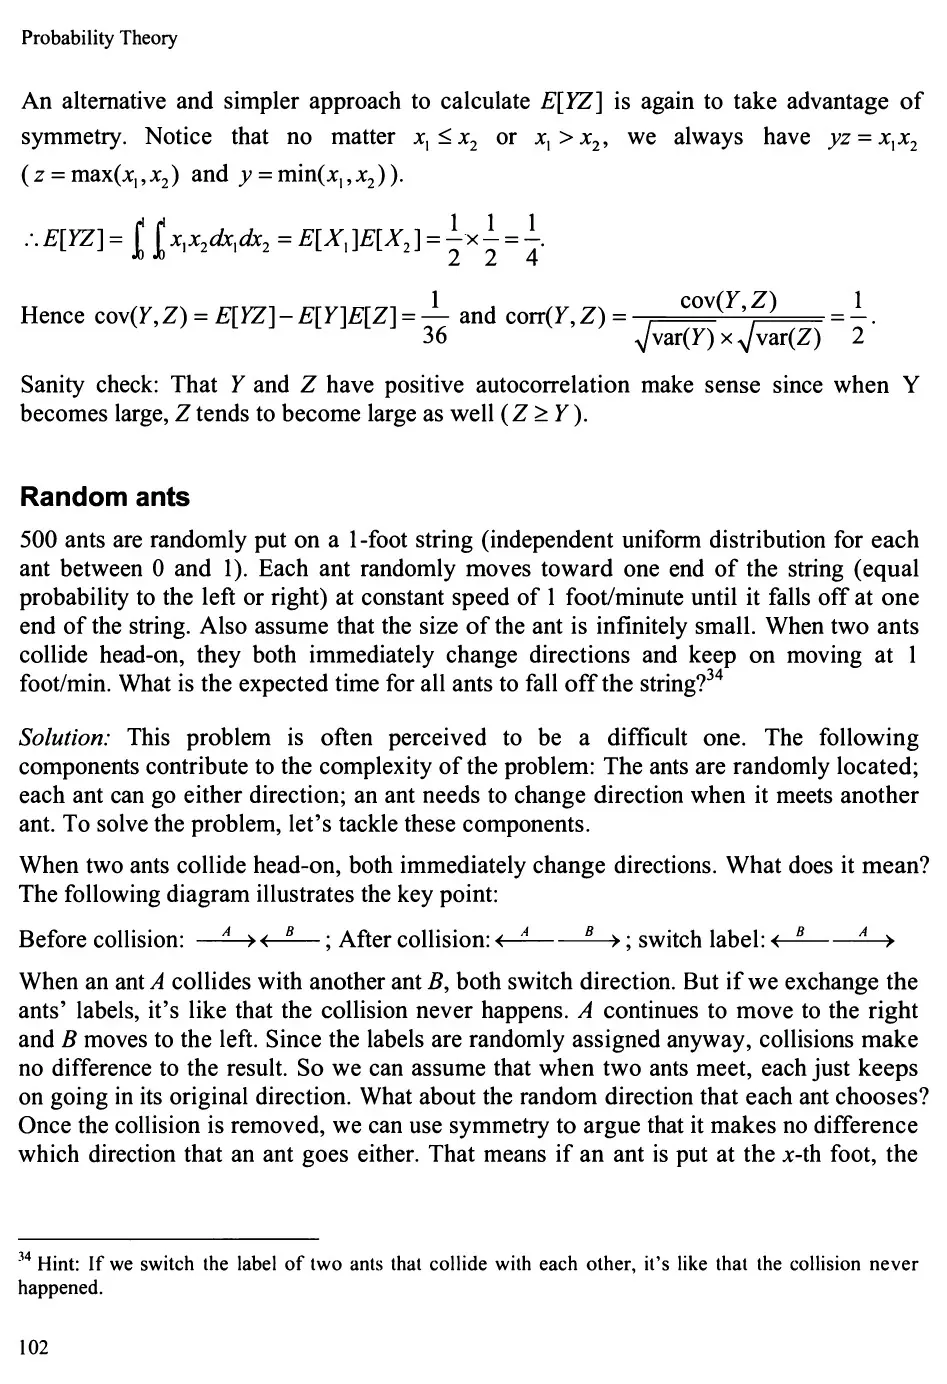 Probability Theory
An alternative and simpler approach to calculate E[YZ] is again to take advantage of
symmetry. Notice that no matter x₁ ≤ x₂ or x₁ > x₂, we always have yz = x₁x₂
(z = max(x₁,x₂) and y = min(x₁,x₂)).
∴ E[YZ] = ∫₀¹ ∫₀¹ x₁x₂dx₁dx₂ = E[X₁]E[X₂] = 1/2 × 1/2 = 1/4.
Hence cov(Y,Z) = E[YZ] − E[Y]E[Z] = 1/36 and corr(Y,Z) = cov(Y,Z) / (√var(Y) × √var(Z)) = 1/2.
Sanity check: That Y and Z have positive autocorrelation make sense since when Y
becomes large, Z tends to become large as well (Z ≥ Y).
Random ants
500 ants are randomly put on a 1-foot string (independent uniform distribution for each
ant between 0 and 1). Each ant randomly moves toward one end of the string (equal
probability to the left or right) at constant speed of 1 foot/minute until it falls off at one
end of the string. Also assume that the size of the ant is infinitely small. When two ants
collide head-on, they both immediately change directions and keep on moving at 1
foot/min. What is the expected time for all ants to fall off the string?³⁴
Solution: This problem is often perceived to be a difficult one. The following
components contribute to the complexity of the problem: The ants are randomly located;
each ant can go either direction; an ant needs to change direction when it meets another
ant. To solve the problem, let's tackle these components.
When two ants collide head-on, both immediately change directions. What does it mean?
The following diagram illustrates the key point:
Before collision: —A→←B— ; After collision: ←A— —B→ ; switch label: ←B— —A→
When an ant A collides with another ant B, both switch direction. But if we exchange the
ants' labels, it's like that the collision never happens. A continues to move to the right
and B moves to the left. Since the labels are randomly assigned anyway, collisions make
no difference to the result. So we can assume that when two ants meet, each just keeps
on going in its original direction. What about the random direction that each ant chooses?
Once the collision is removed, we can use symmetry to argue that it makes no difference
which direction that an ant goes either. That means if an ant is put at the x-th foot, the
³⁴ Hint: If we switch the label of two ants that collide with each other, it's like that the collision never
happened.
102